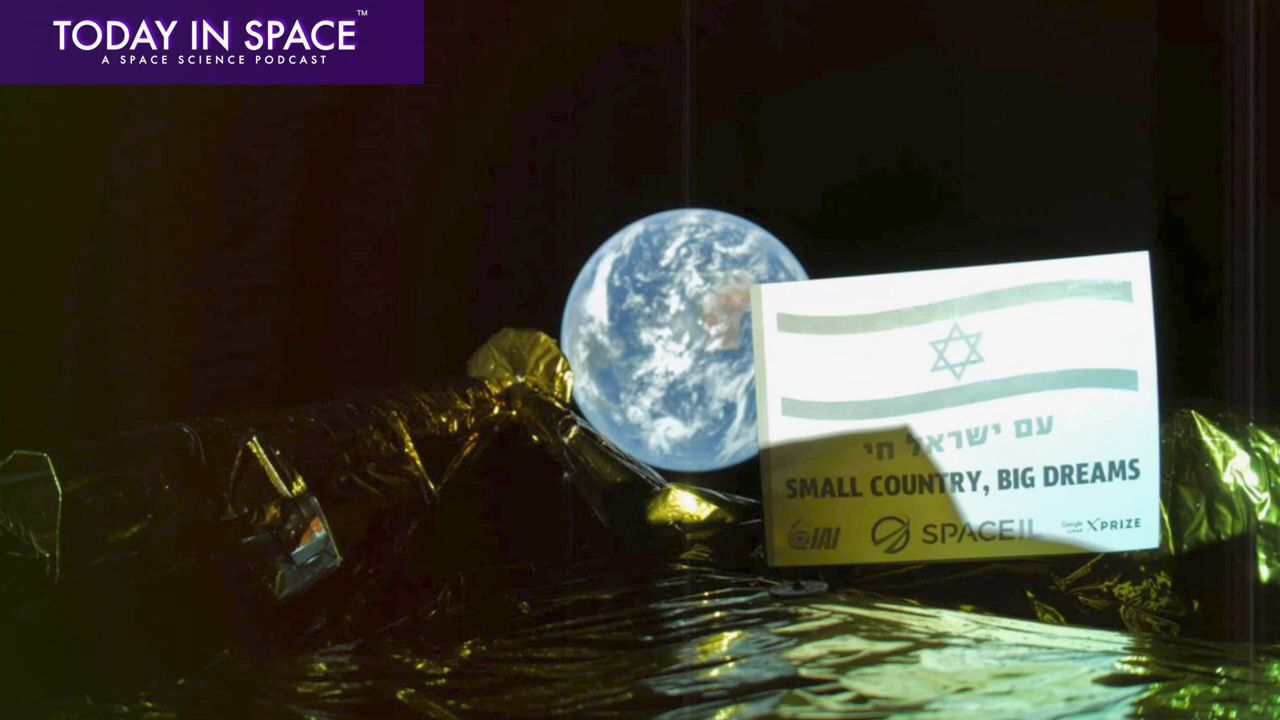 TODAY IN SPACE™
A SPACE SCIENCE PODCAST
עם ישראל חי
SMALL COUNTRY, BIG DREAMS
IAI SPACEIL Google LUNAR XPRIZE